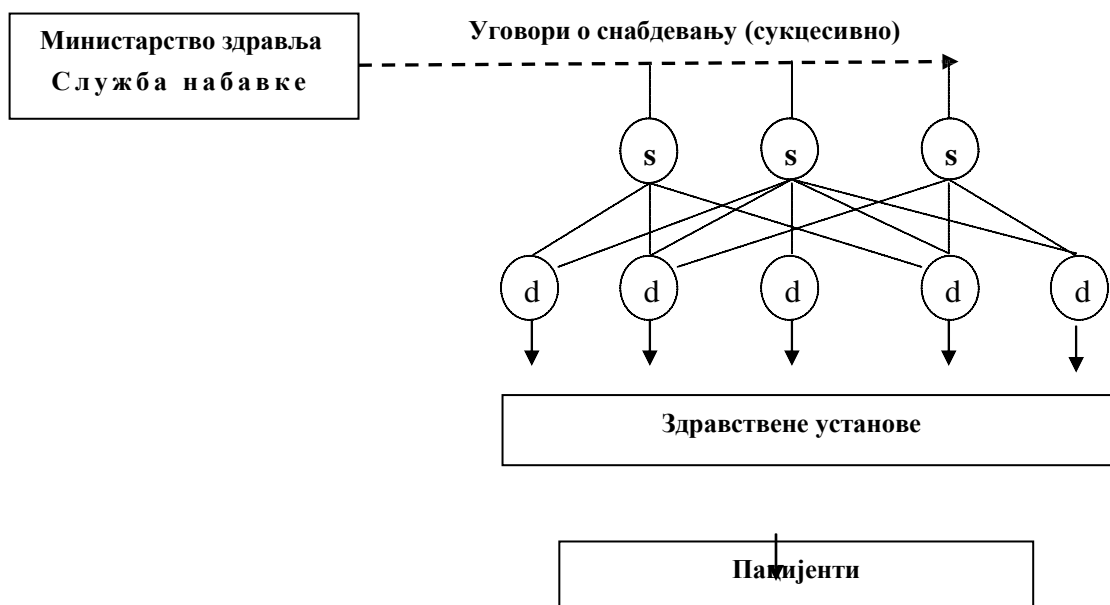 Министарство здравља
Служба набавке
Уговори о снабдевању (сукцесивно)
s s s
d d d d d
Здравствене установе
Пацијенти